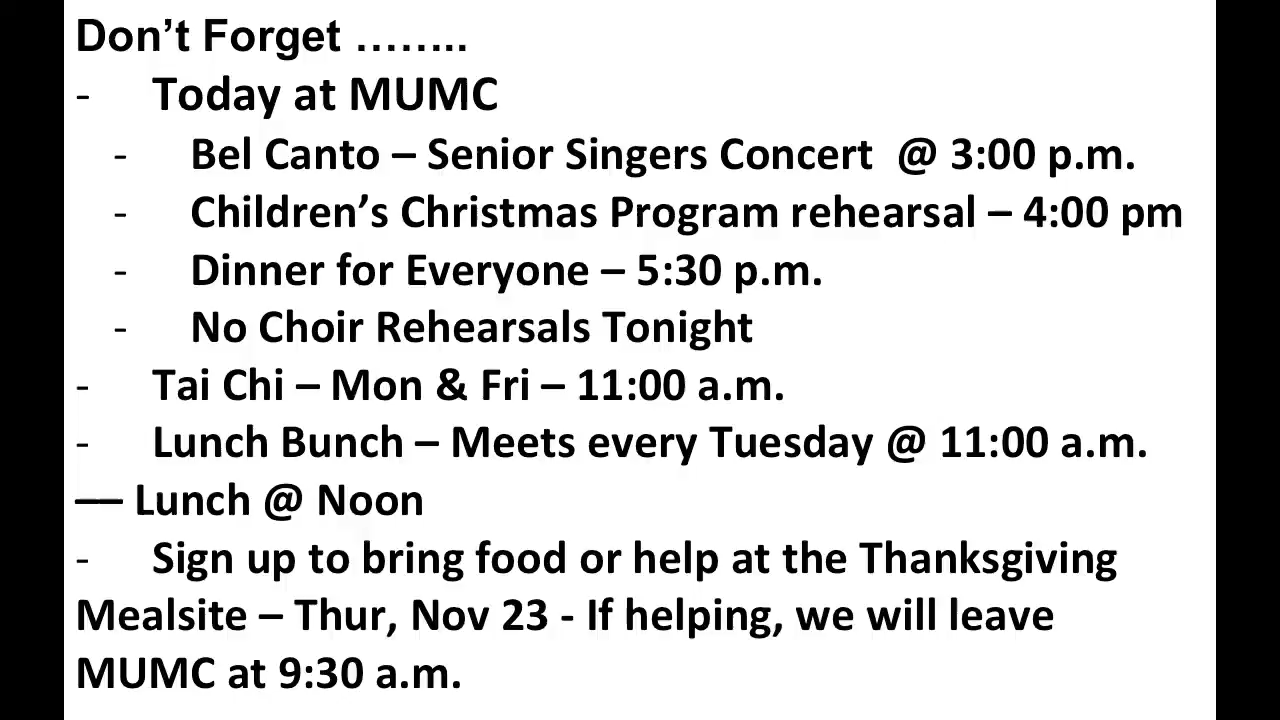 Don’t Forget ……..
- Today at MUMC
- Bel Canto – Senior Singers Concert @ 3:00 p.m.
- Children’s Christmas Program rehearsal – 4:00 pm
- Dinner for Everyone – 5:30 p.m.
- No Choir Rehearsals Tonight
- Tai Chi – Mon & Fri – 11:00 a.m.
- Lunch Bunch – Meets every Tuesday @ 11:00 a.m.
–– Lunch @ Noon
- Sign up to bring food or help at the Thanksgiving
Mealsite – Thur, Nov 23 - If helping, we will leave
MUMC at 9:30 a.m.